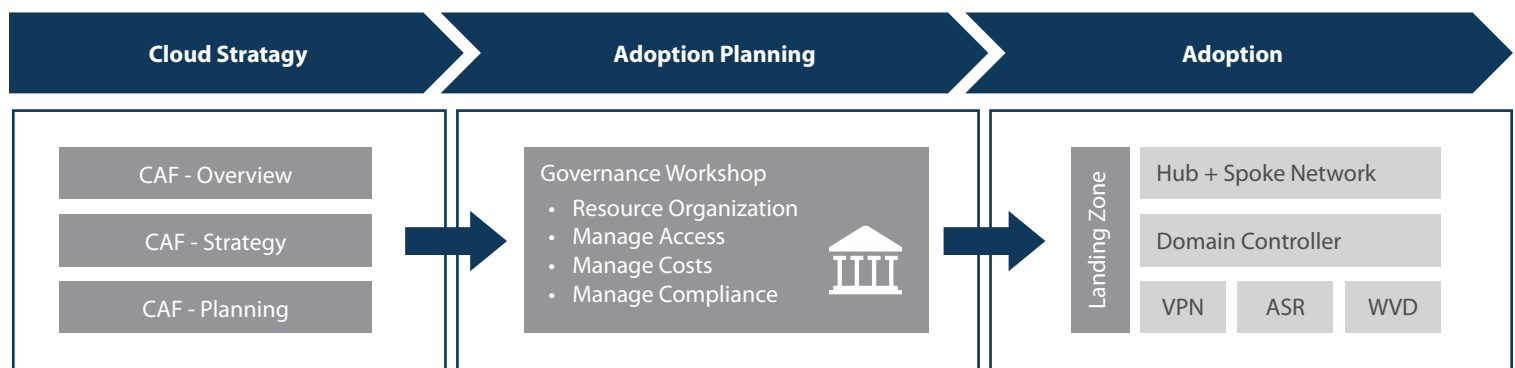 Cloud Stratagy
Adoption Planning
Adoption
CAF - Overview
CAF - Strategy
CAF - Planning
Governance Workshop
• Resource Organization
• Manage Access
• Manage Costs
• Manage Compliance
Landing Zone
Hub + Spoke Network
Domain Controller
VPN
ASR
WVD